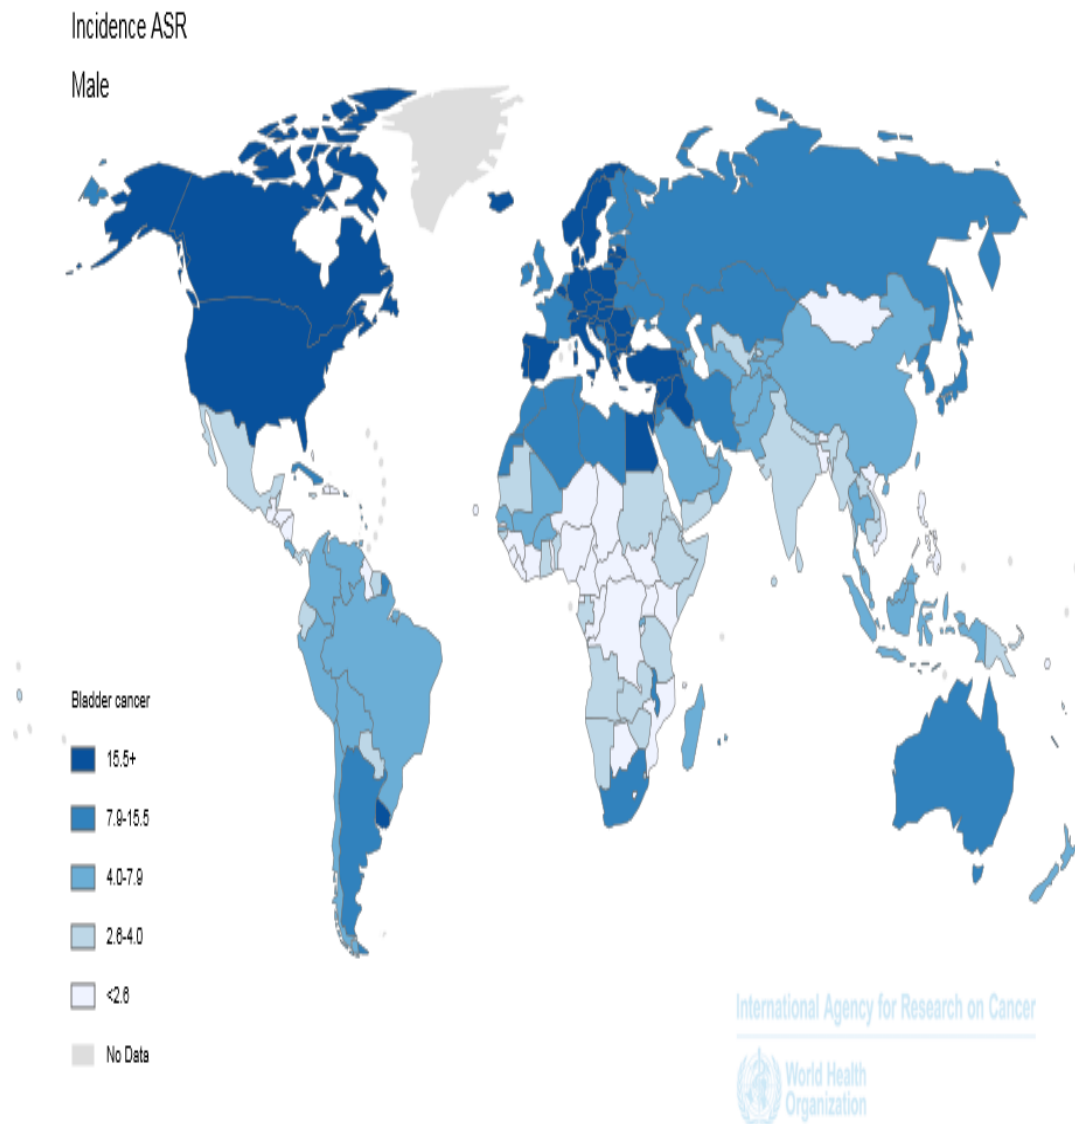 Incidence ASR
Male
Bladder cancer
15.5+
7.9-15.5
4.0-7.9
2.6-4.0
<2.6
No Data
International Agency for Research on Cancer
World Health
Organization